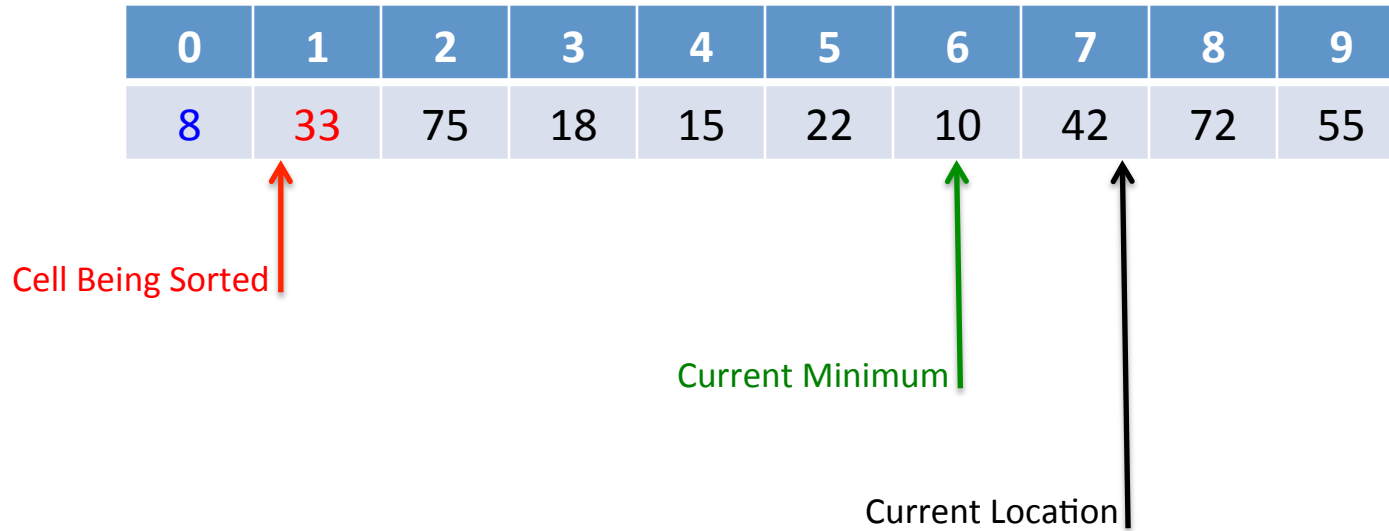 0 1 2 3 4 5 6 7 8 9
8 33 75 18 15 22 10 42 72 55
Cell Being Sorted
Current Minimum
Current Location